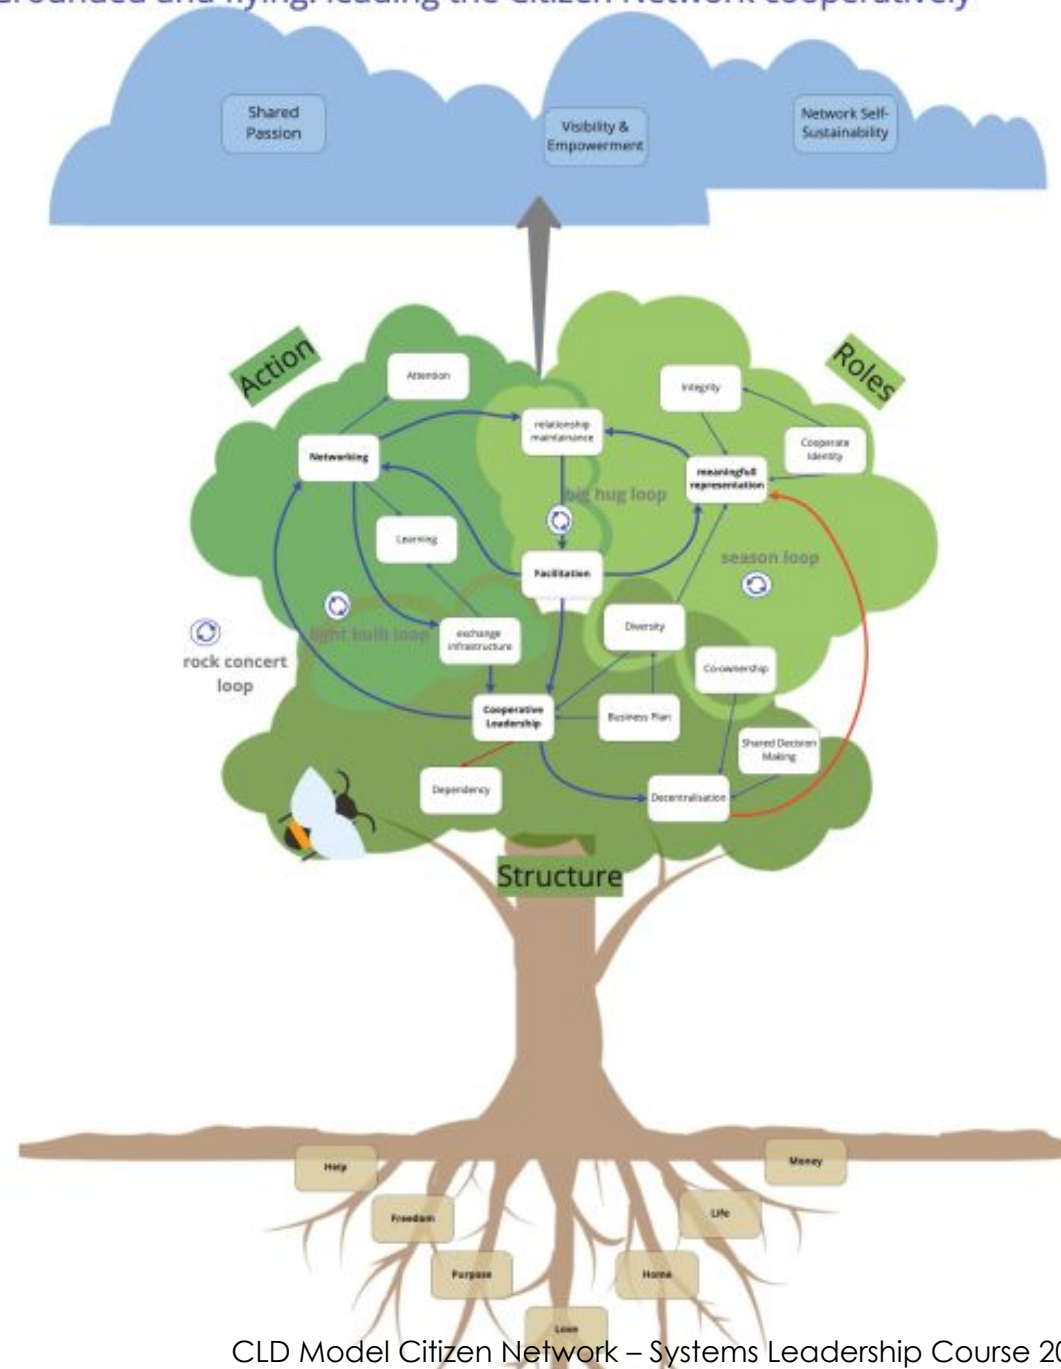 Grounded and flying: leading the Citizen Network cooperatively
Shared
Passion
Visibility &
Empowerment
Network Self-
Sustainability
Action
Roles
Attention
Integrity
relationship
maintainance
Cooperate
Identity
Networking
meaningfull
representation
big hug loop
Learning
season loop
Facilitation
light bulb loop
exchange
infrastructure
Diversity
rock concert
loop
Co-ownership
Cooperative
Leadership
Business Plan
Shared Decision
Making
Dependency
Decentralisation
Structure
Help
Money
Freedom
Life
Purpose
Home
Love
CLD Model Citizen Network – Systems Leadership Course 20